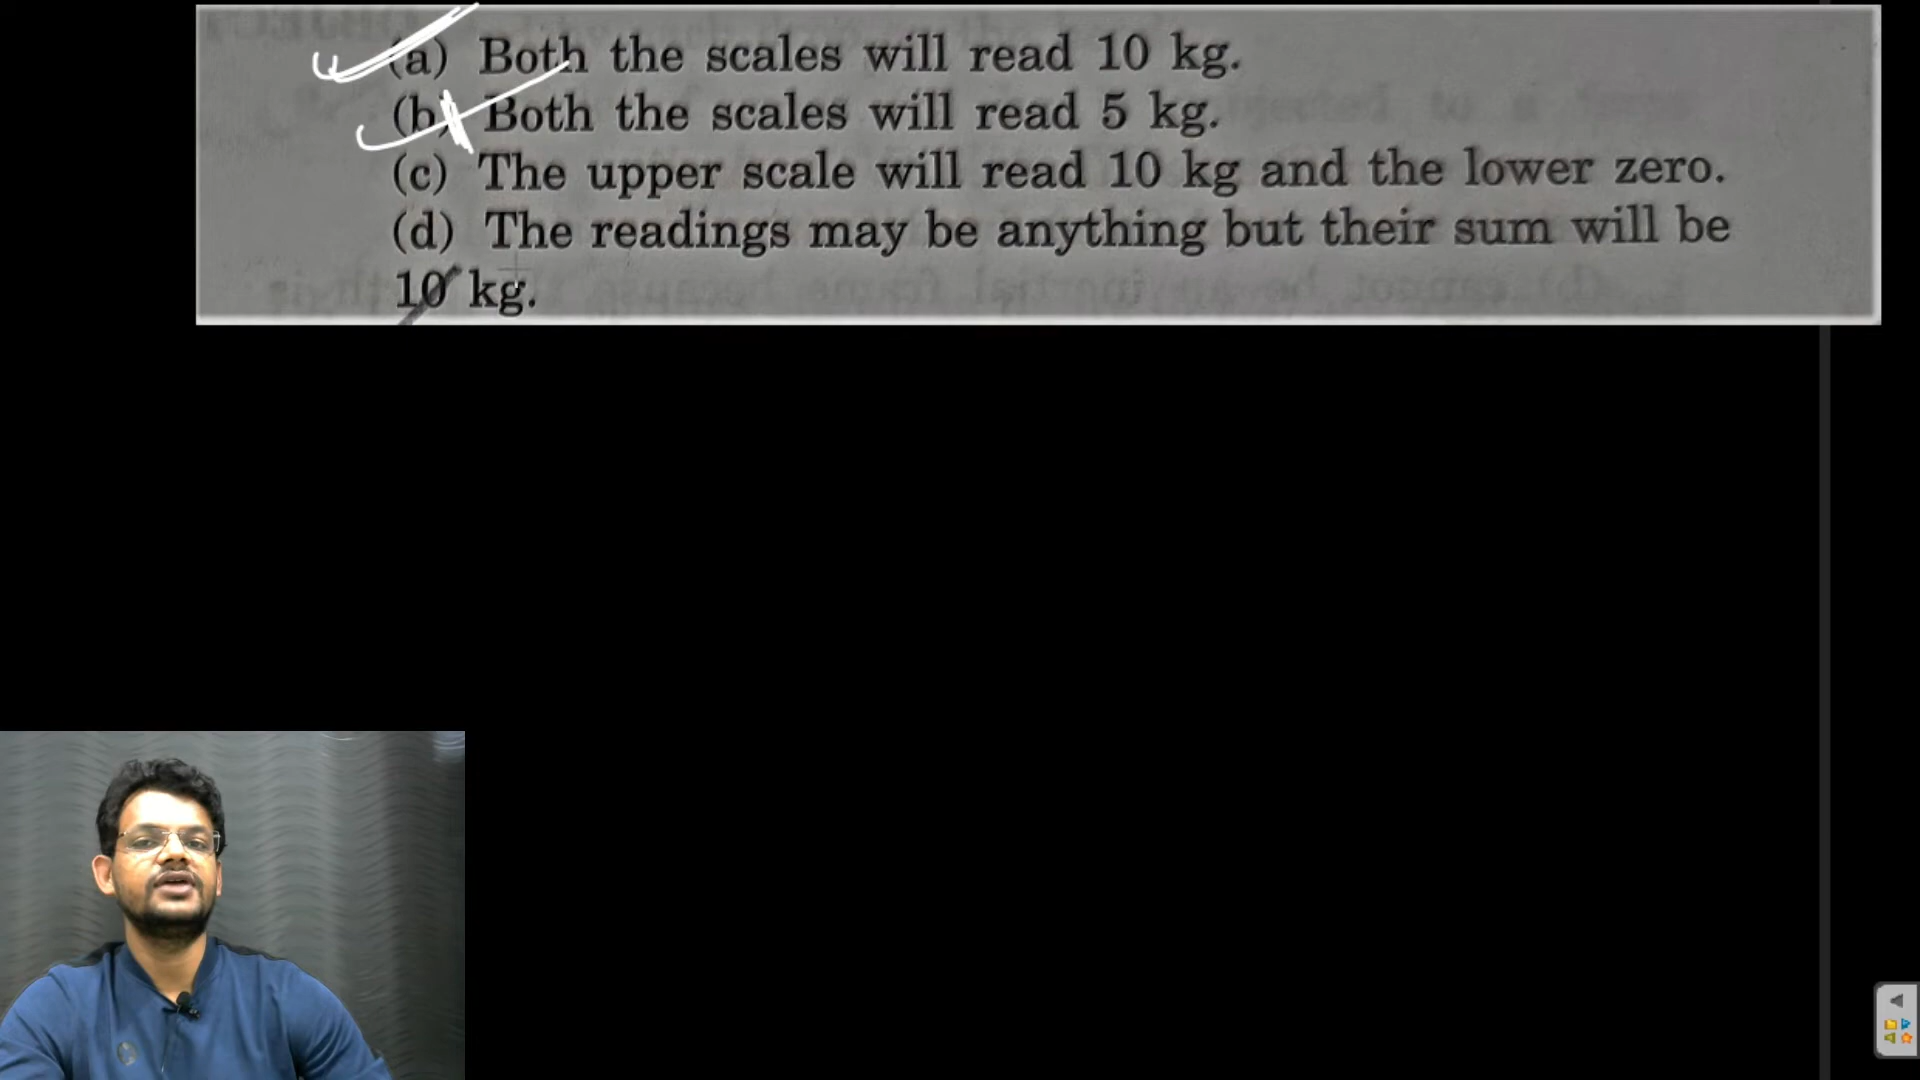 (a) Both the scales will read 10 kg.
(b) Both the scales will read 5 kg.
(c) The upper scale will read 10 kg and the lower zero.
(d) The readings may be anything but their sum will be
10 kg.